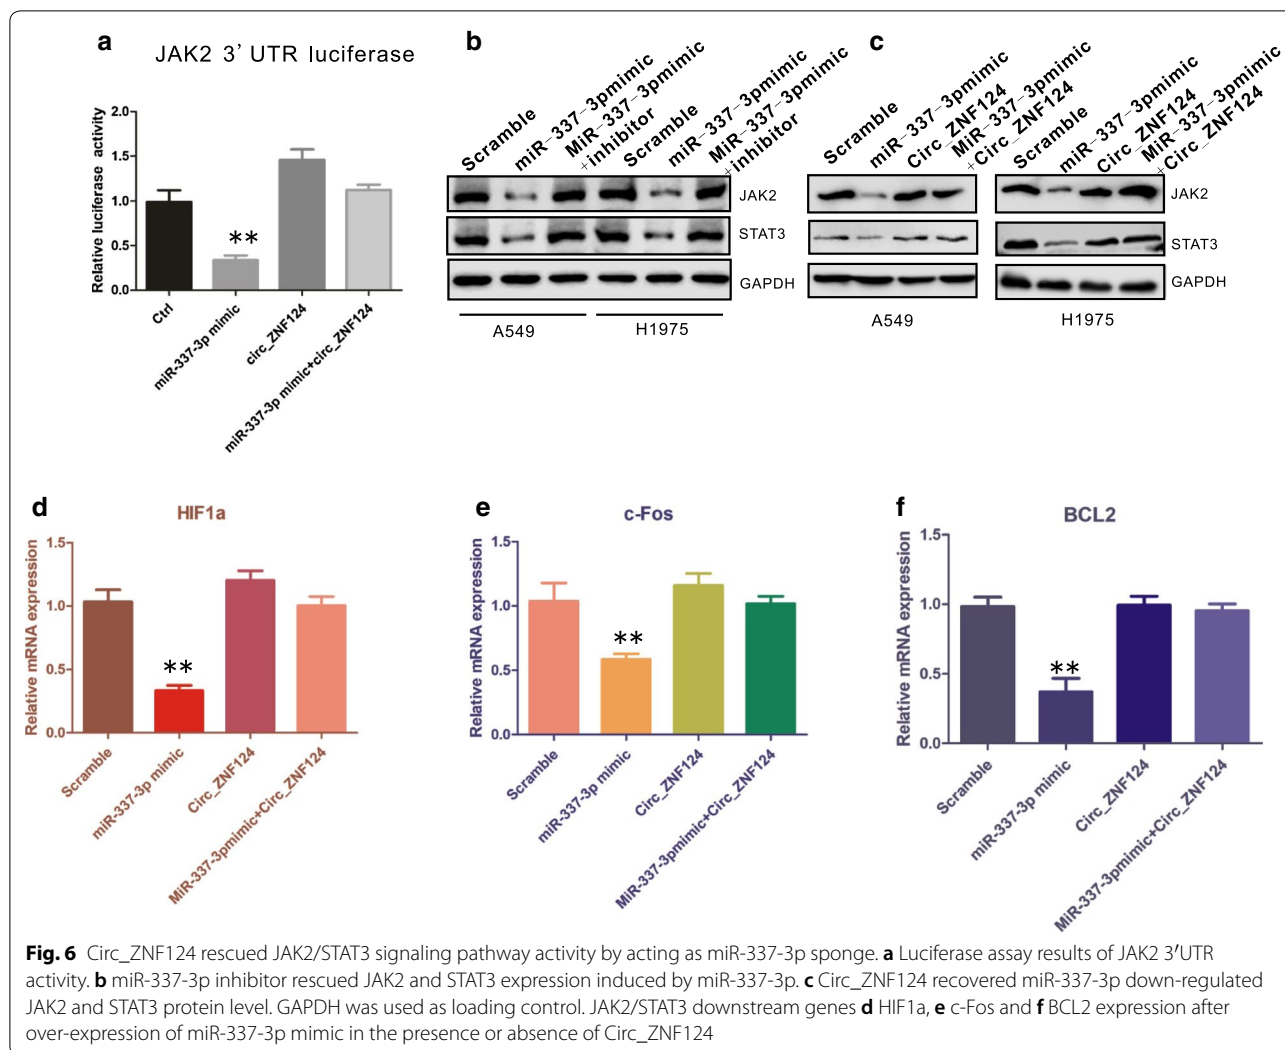 a
JAK2 3' UTR luciferase
Relative luciferase activity
2.0
1.5
1.0
0.5
0.0
**
Ctrl
miR-337-3p mimic
circ_ZNF124
miR-337-3p mimic+circ_ZNF124
b
Scramble
miR-337-3pmimic
MiR-337-3pmimic
+inhibitor
Scramble
miR-337-3pmimic
MiR-337-3pmimic
+inhibitor
JAK2
STAT3
GAPDH
A549
H1975
c
Scramble
miR-337-3pmimic
Circ_ZNF124
MiR-337-3pmimic
+Circ_ZNF124
Scramble
miR-337-3pmimic
Circ_ZNF124
MiR-337-3pmimic
+Circ_ZNF124
JAK2
STAT3
GAPDH
A549
H1975
d
HIF1a
Relative mRNA expression
1.5
1.0
0.5
0.0
**
Scramble
miR-337-3p mimic
Circ_ZNF124
MiR-337-3pmimic+Circ_ZNF124
e
c-Fos
Relative mRNA expression
1.5
1.0
0.5
0.0
**
Scramble
miR-337-3p mimic
Circ_ZNF124
MiR-337-3pmimic+Circ_ZNF124
f
BCL2
Relative mRNA expression
1.5
1.0
0.5
0.0
**
Scramble
miR-337-3p mimic
Circ_ZNF124
MiR-337-3pmimic+Circ_ZNF124
Fig. 6 Circ_ZNF124 rescued JAK2/STAT3 signaling pathway activity by acting as miR-337-3p sponge. a Luciferase assay results of JAK2 3′UTR
activity. b miR-337-3p inhibitor rescued JAK2 and STAT3 expression induced by miR-337-3p. c Circ_ZNF124 recovered miR-337-3p down-regulated
JAK2 and STAT3 protein level. GAPDH was used as loading control. JAK2/STAT3 downstream genes d HIF1a, e c-Fos and f BCL2 expression after
over-expression of miR-337-3p mimic in the presence or absence of Circ_ZNF124